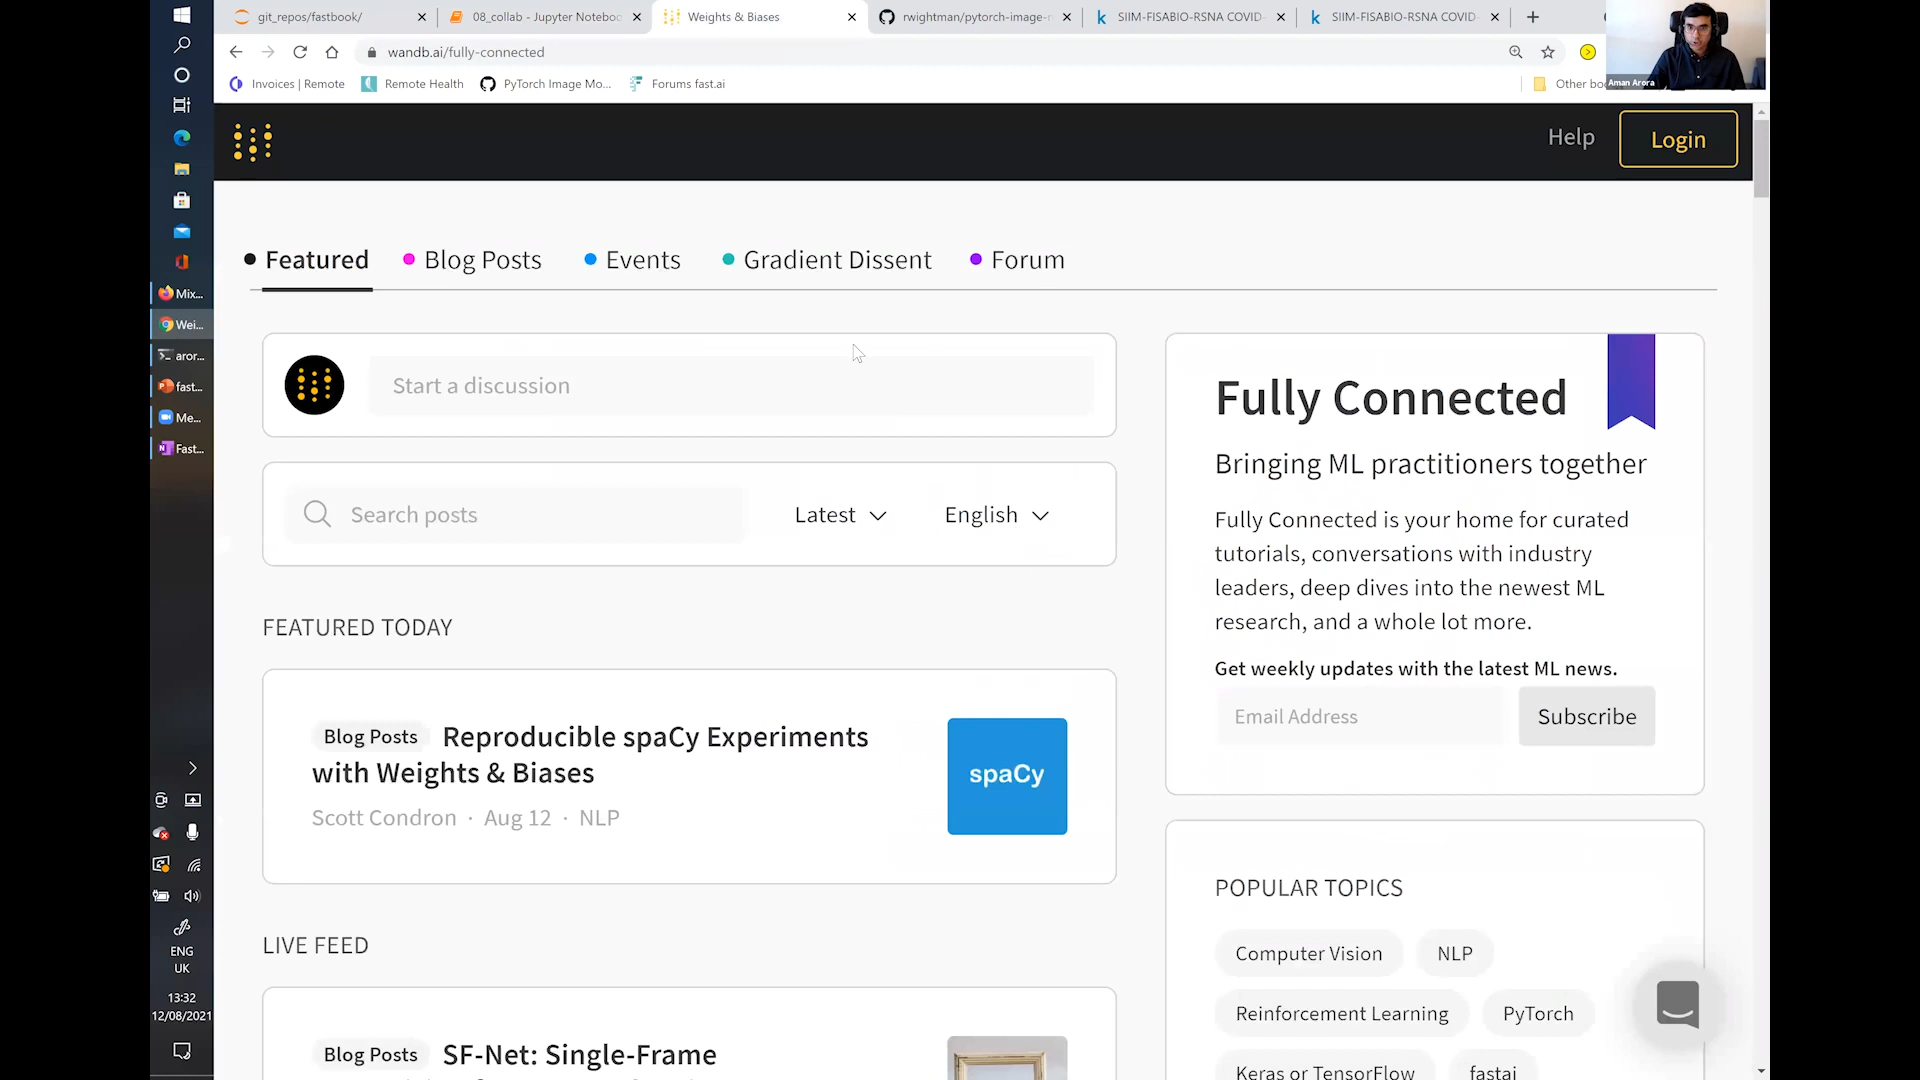 git_repos/fastbook/
08_collab - Jupyter Noteboo
Weights & Biases
rwightman/pytorch-image-
SIIM-FISABIO-RSNA COVID-
SIIM-FISABIO-RSNA COVID-
wandb.ai/fully-connected
Invoices | Remote
Remote Health
PyTorch Image Mo...
Forums fast.ai
Other bo
Aman Arora
Help
Login
Featured
Blog Posts
Events
Gradient Dissent
Forum
Start a discussion
Search posts
Latest
English
FEATURED TODAY
Blog Posts Reproducible spaCy Experiments
with Weights & Biases
Scott Condron · Aug 12 · NLP
spaCy
LIVE FEED
Blog Posts SF-Net: Single-Frame
Fully Connected
Bringing ML practitioners together
Fully Connected is your home for curated
tutorials, conversations with industry
leaders, deep dives into the newest ML
research, and a whole lot more.
Get weekly updates with the latest ML news.
Email Address
Subscribe
POPULAR TOPICS
Computer Vision
NLP
Reinforcement Learning
PyTorch
Keras or TensorFlow
fastai
Mix...
Wei...
aror...
fast...
Me...
Fast...
ENG
UK
13:32
12/08/2021